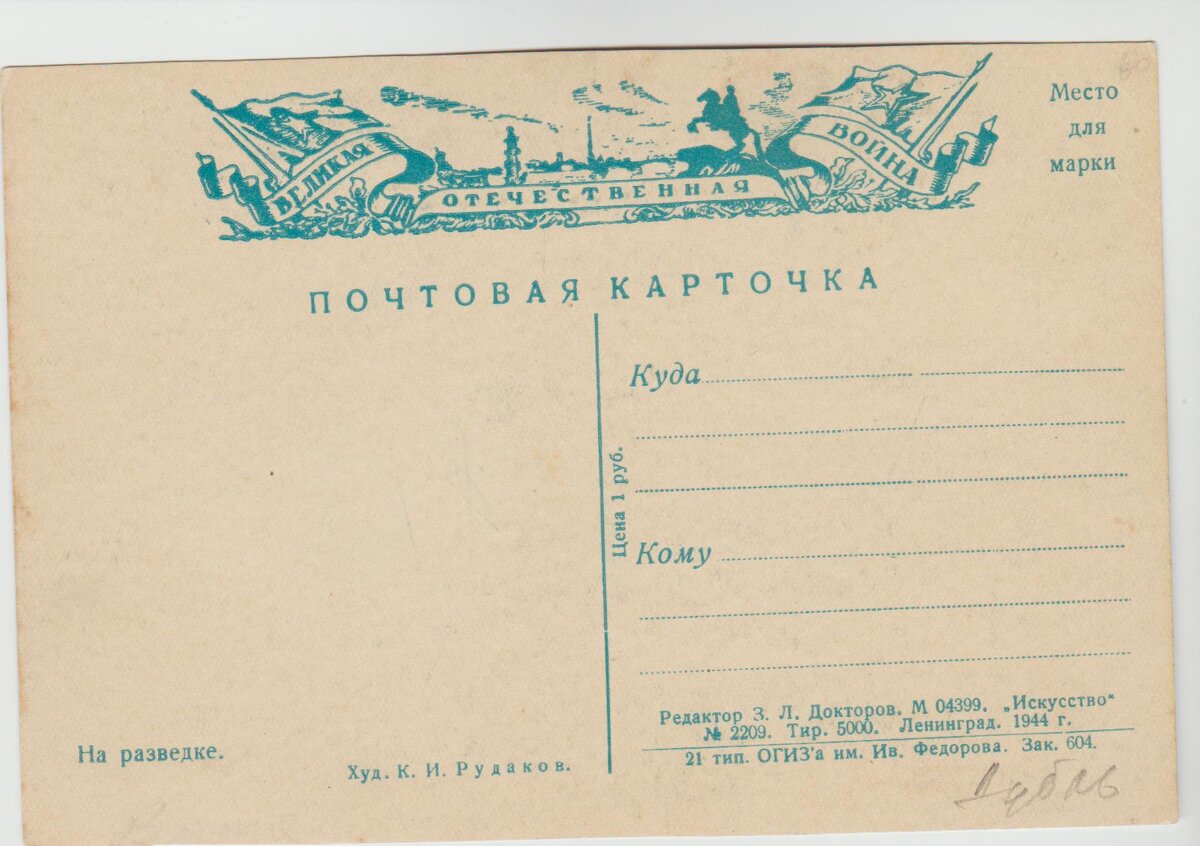 ВЕЛИКАЯ
ОТЕЧЕСТВЕННАЯ
ВОЙНА
Место
для
марки
ПОЧТОВАЯ КАРТОЧКА
Куда
Цена 1 руб.
Кому
Редактор З. Л. Докторов. М 04399. „Искусство“
№ 2209. Тир. 5000. Ленинград. 1944 г.
21 тип. ОГИЗ'а им. Ив. Федорова. Зак. 604.
На разведке.
Худ. К. И. Рудаков.
Дубль